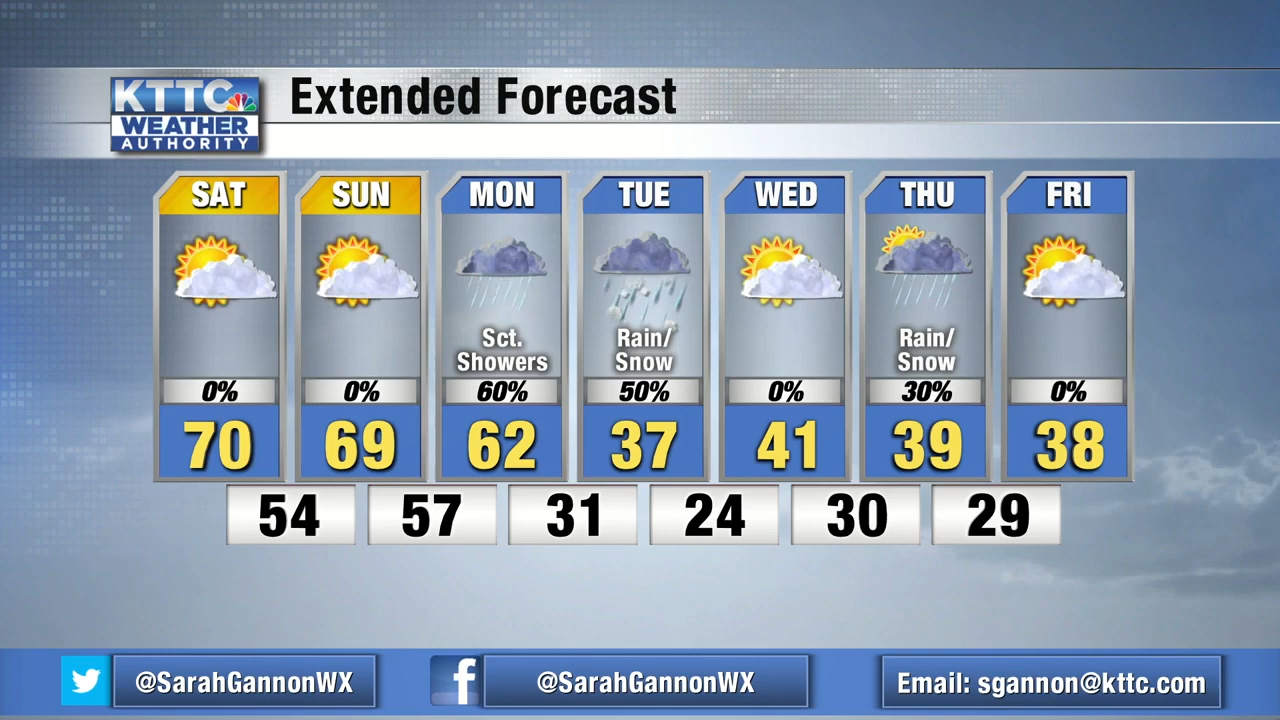 KTTC
WEATHER
AUTHORITY
Extended Forecast
SAT SUN MON TUE WED THU FRI
Sct. Rain/ Rain/
Showers Snow Snow
0% 0% 60% 50% 0% 30% 0%
70 69 62 37 41 39 38
54 57 31 24 30 29
@SarahGannonWX f @SarahGannonWX Email: sgannon@kttc.com